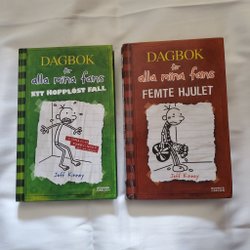 DAGBOK
för
alla mina fans
ETT HOPPLÖST FALL
Jeff Kinney
DAGBOK
för
alla mina fans
FEMTE HJULET
Jeff Kinney